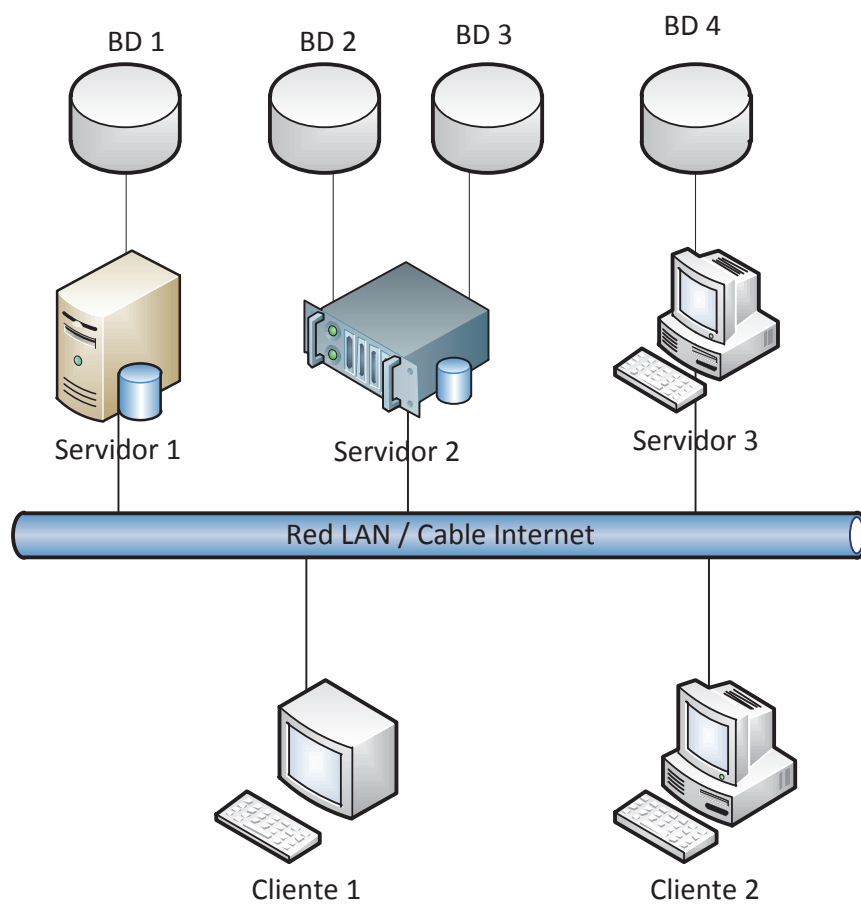 BD 1
BD 2
BD 3
BD 4
Servidor 1
Servidor 2
Servidor 3
Red LAN / Cable Internet
Cliente 1
Cliente 2